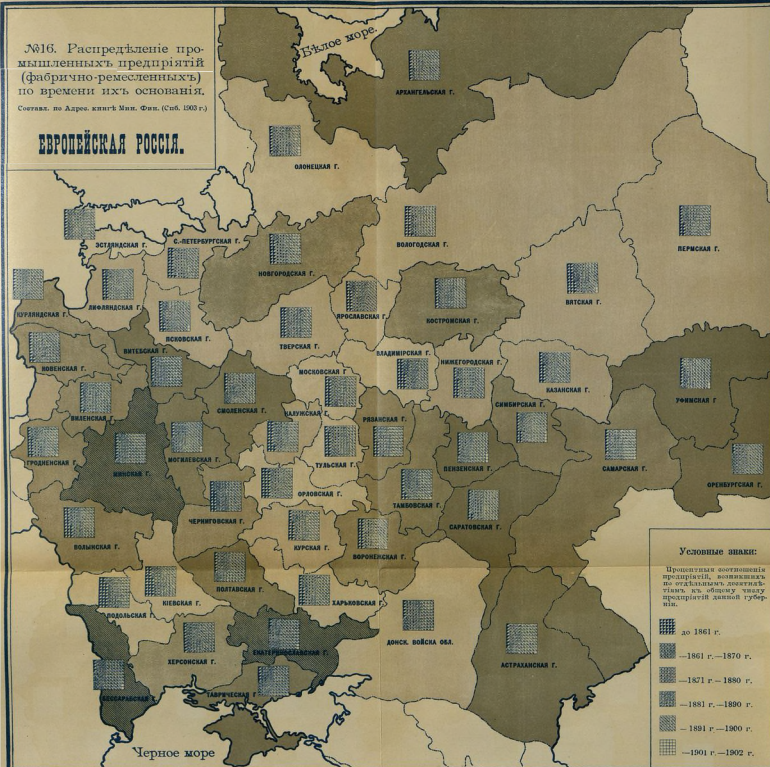 №16. Распредѣленіе про-
мышленныхъ предпріятій
(фабрично-ремесленныхъ)
по времени ихъ основанія.
Составл. по Адрес. книгѣ Мин. Фин. (Спб. 1903 г.)
ЕВРОПЕЙСКАЯ РОССІЯ.
Бѣлое море.
АРХАНГЕЛЬСКАЯ Г.
ОЛОНЕЦКАЯ Г.
ЭСТЛЯНДСКАЯ Г.
С.-ПЕТЕРБУРГСКАЯ Г.
НОВГОРОДСКАЯ Г.
ВОЛОГОДСКАЯ Г.
ПЕРМСКАЯ Г.
КУРЛЯНДСКАЯ Г.
ЛИФЛЯНДСКАЯ Г.
ПСКОВСКАЯ Г.
ТВЕРСКАЯ Г.
ЯРОСЛАВСКАЯ Г.
КОСТРОМСКАЯ Г.
ВЯТСКАЯ Г.
КОВЕНСКАЯ Г.
ВИТЕБСКАЯ Г.
МОСКОВСКАЯ Г.
ВЛАДИМІРСКАЯ Г.
НИЖЕГОРОДСКАЯ Г.
КАЗАНСКАЯ Г.
УФИМСКАЯ Г
ВИЛЕНСКАЯ Г.
СМОЛЕНСКАЯ Г.
КАЛУЖСКАЯ Г.
РЯЗАНСКАЯ Г.
СИМБИРСКАЯ Г.
ГРОДНЕНСКАЯ Г.
МИНСКАЯ Г.
МОГИЛЕВСКАЯ Г.
ТУЛЬСКАЯ Г.
ПЕНЗЕНСКАЯ Г.
САМАРСКАЯ Г.
ОРЕНБУРГСКАЯ Г.
ОРЛОВСКАЯ Г.
ТАМБОВСКАЯ Г.
ЧЕРНИГОВСКАЯ Г.
САРАТОВСКАЯ Г.
ВОЛЫНСКАЯ Г.
КУРСКАЯ Г.
ВОРОНЕЖСКАЯ Г.
ПОДОЛЬСКАЯ Г.
КІЕВСКАЯ Г.
ПОЛТАВСКАЯ Г.
ХАРЬКОВСКАЯ Г.
ХЕРСОНСКАЯ Г.
ЕКАТЕРИНОСЛАВСКАЯ Г.
ДОНСК. ВОЙСКА ОБЛ.
АСТРАХАНСКАЯ Г.
БЕССАРАБСКАЯ Г.
ТАВРИЧЕСКАЯ Г
Черное море
Условные знаки:
Процентныя соотношенія
предпріятій, возникшихъ
по отдѣльнымъ десятилѣ-
тіямъ къ общему числу
предпріятій данной губер-
ніи.
до 1861 г.
—1861 г.—1870 г.
—1871 г—1880 г.
—1881 г.—1890 г.
—1891 г—1900 г.
—1901 г—1902 г.